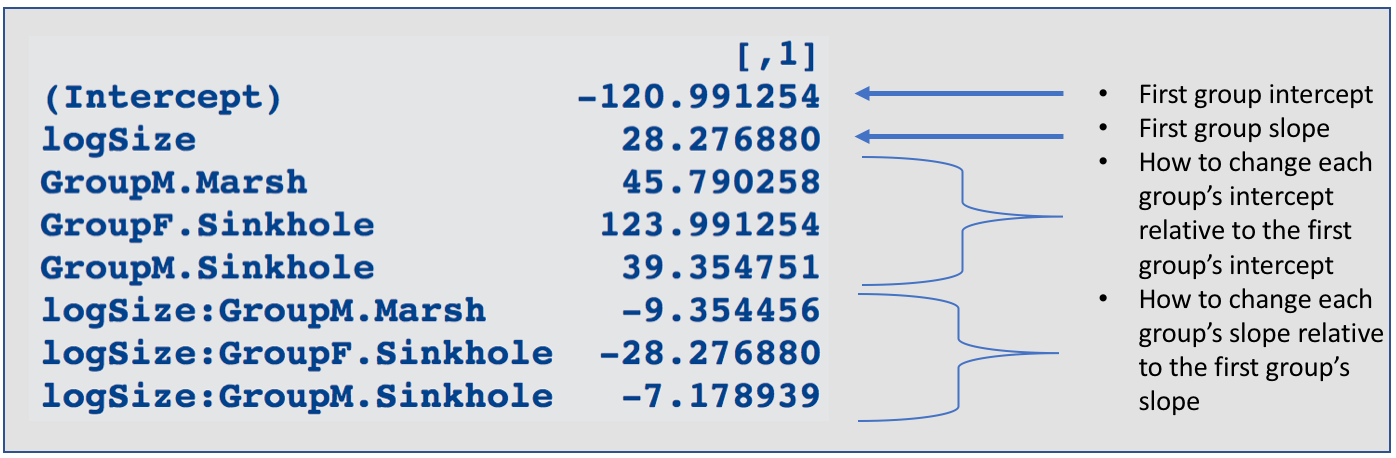 [,1]
(Intercept) -120.991254
logSize 28.276880
GroupM.Marsh 45.790258
GroupF.Sinkhole 123.991254
GroupM.Sinkhole 39.354751
logSize:GroupM.Marsh -9.354456
logSize:GroupF.Sinkhole -28.276880
logSize:GroupM.Sinkhole -7.178939
• First group intercept
• First group slope
• How to change each
group’s intercept
relative to the first
group’s intercept
• How to change each
group’s slope relative
to the first group’s
slope